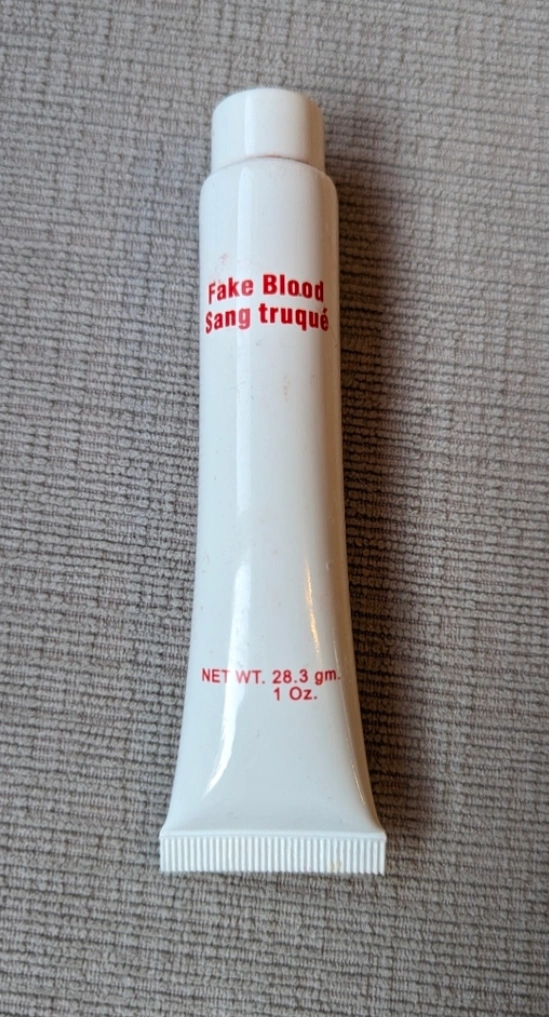 Fake Blood
Sang truqué
NET WT. 28.3 gm.
1 Oz.